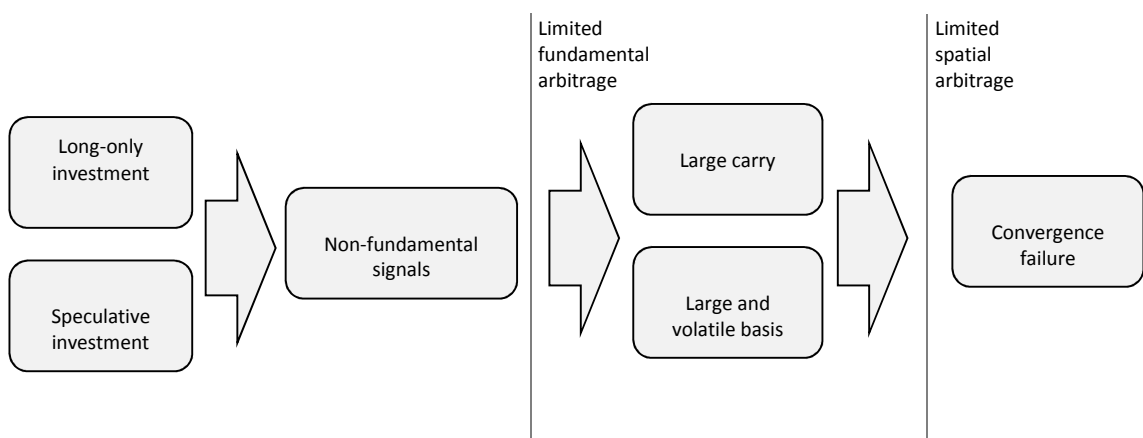 Long-only
investment
Speculative
investment
Non-fundamental
signals
Limited
fundamental
arbitrage
Large carry
Large and
volatile basis
Limited
spatial
arbitrage
Convergence
failure